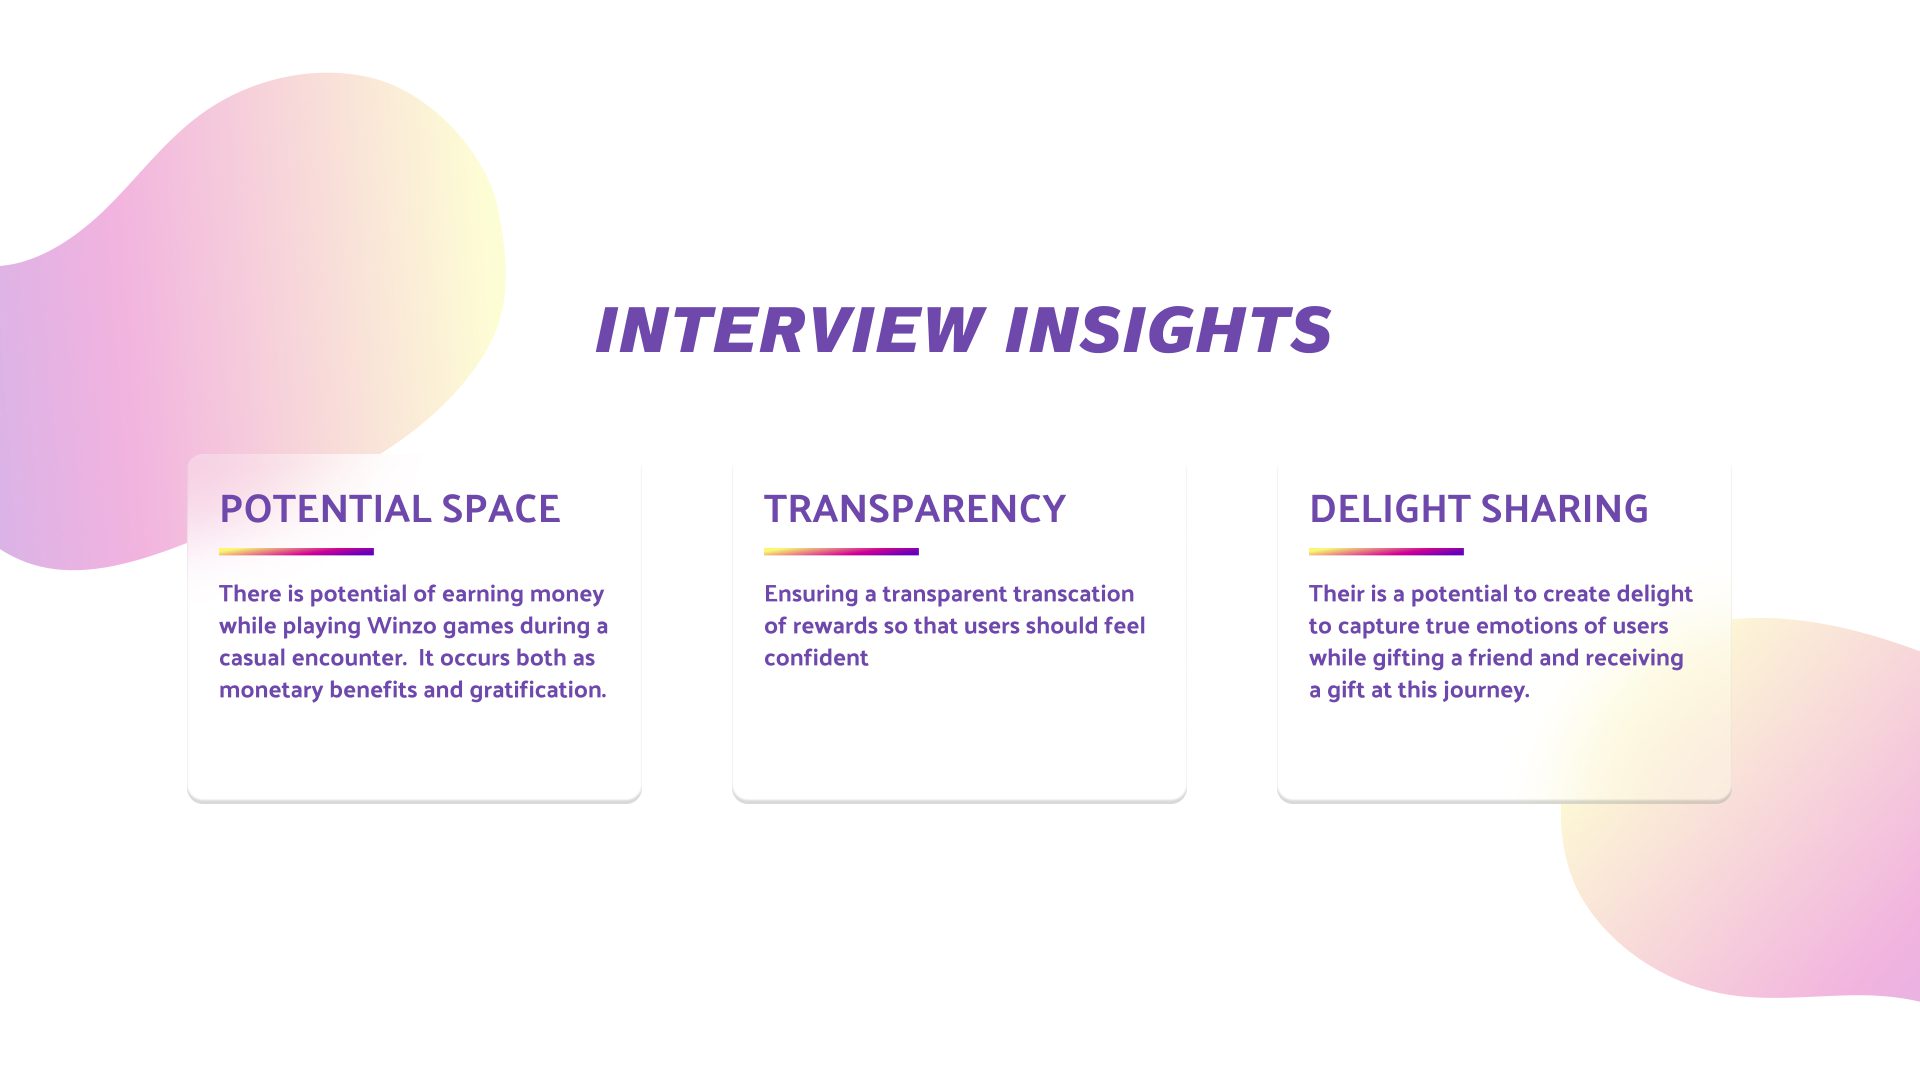 INTERVIEW INSIGHTS
POTENTIAL SPACE
There is potential of earning money
while playing Winzo games during a
casual encounter.  It occurs both as
monetary benefits and gratification.
TRANSPARENCY
Ensuring a transparent transcation
of rewards so that users should feel
confident
DELIGHT SHARING
Their is a potential to create delight
to capture true emotions of users
while gifting a friend and receiving
a gift at this journey.